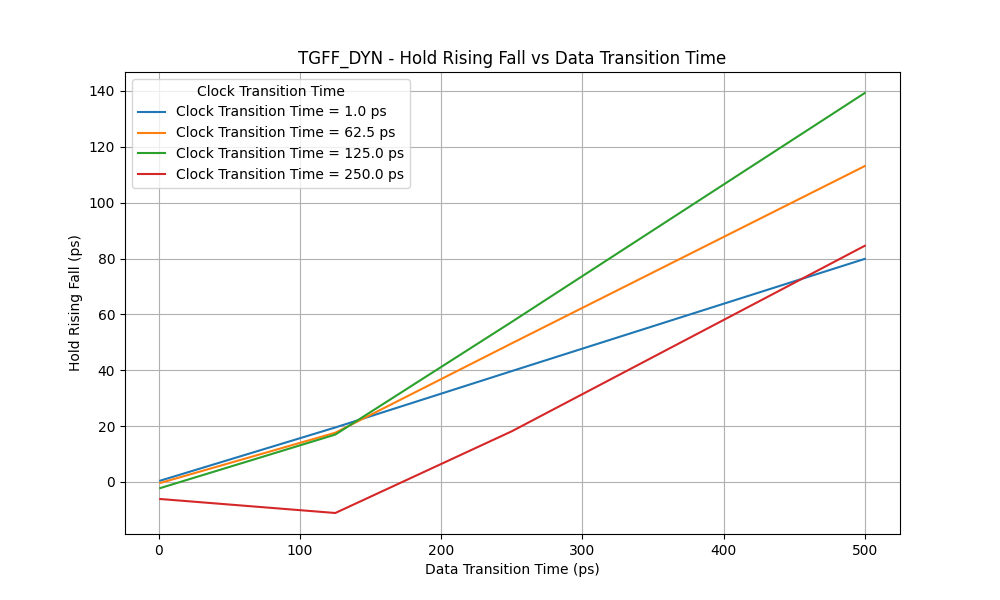 TGFF_DYN - Hold Rising Fall vs Data Transition Time
Clock Transition Time
Clock Transition Time = 1.0 ps
Clock Transition Time = 62.5 ps
Clock Transition Time = 125.0 ps
Clock Transition Time = 250.0 ps
Hold Rising Fall (ps)
140
120
100
80
60
40
20
0
0 100 200 300 400 500
Data Transition Time (ps)